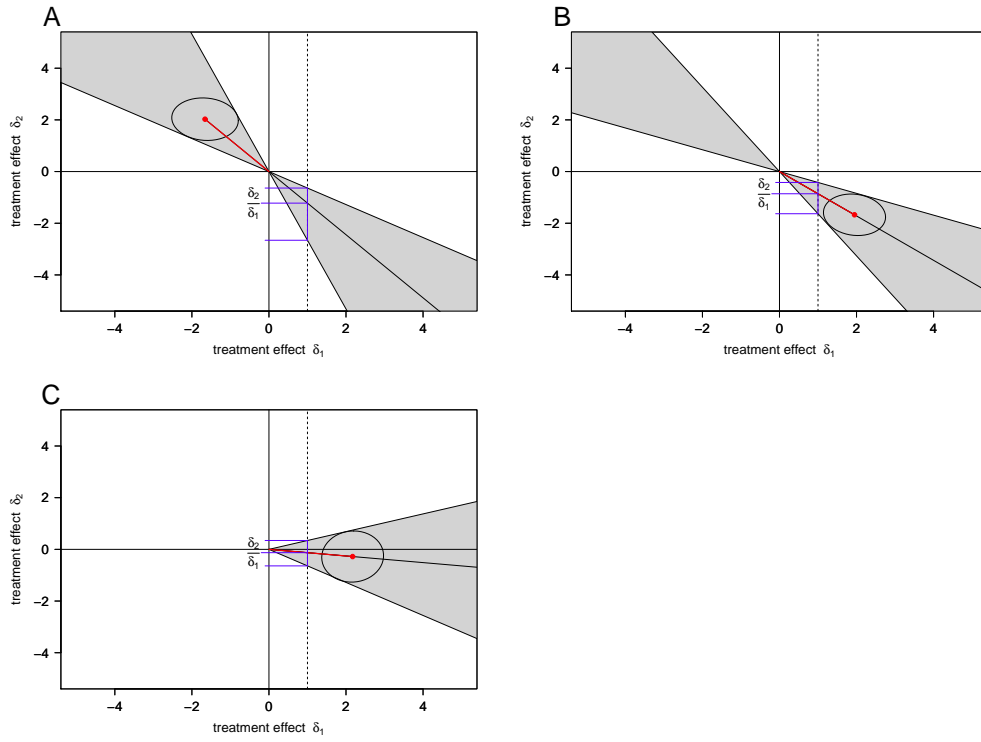 A
4
2
0
−2
−4
treatment effect δ₂
δ₂
δ₁
−4 −2 0 2 4
treatment effect δ₁
B
4
2
0
−2
−4
treatment effect δ₂
δ₂
δ₁
−4 −2 0 2 4
treatment effect δ₁
C
4
2
0
−2
−4
treatment effect δ₂
δ₂
δ₁
−4 −2 0 2 4
treatment effect δ₁